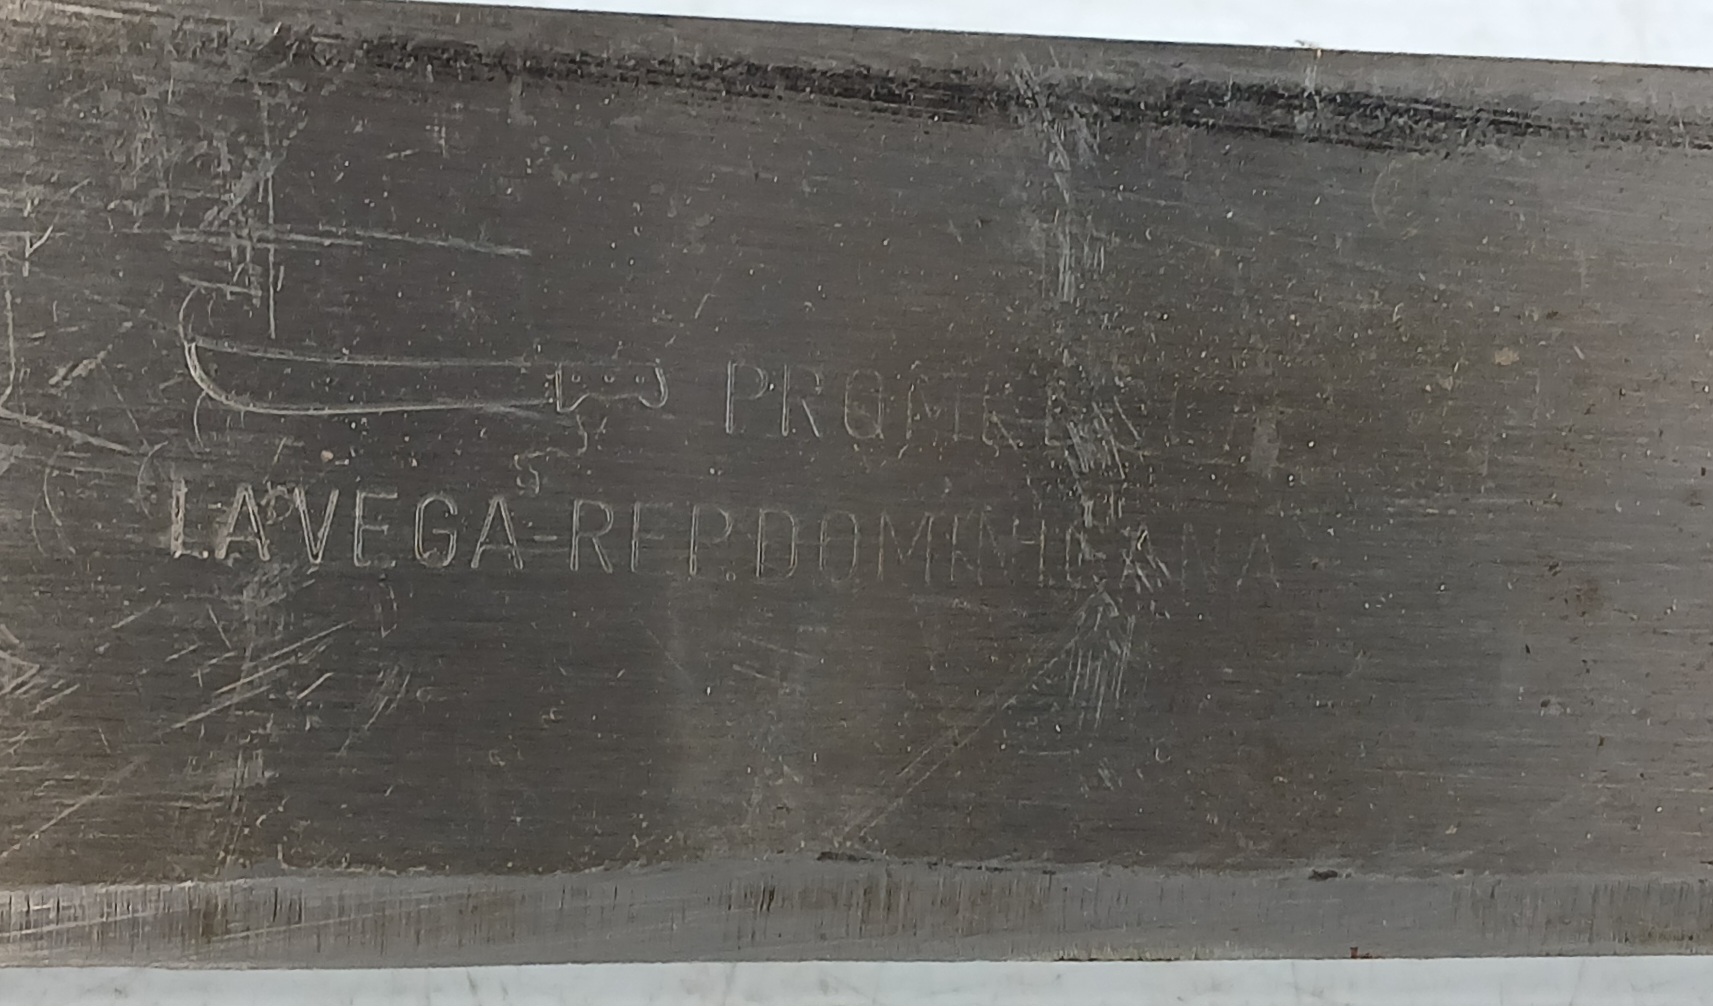 LA VEGA-REP. DOMINICANA